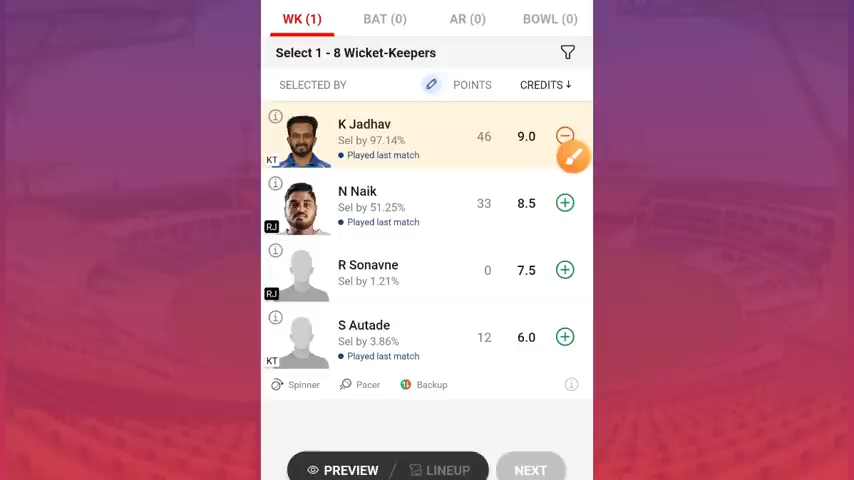 WK (1) BAT (0) AR (0) BOWL (0)
Select 1 - 8 Wicket-Keepers
SELECTED BY POINTS CREDITS↓
K Jadhav
Sel by 97.14% 46 9.0
KT Played last match
N Naik
Sel by 51.25% 33 8.5
RJ Played last match
R Sonavne
Sel by 1.21% 0 7.5
RJ
S Autade
Sel by 3.86% 12 6.0
KT Played last match
Spinner Pacer Backup
PREVIEW / LINEUP NEXT